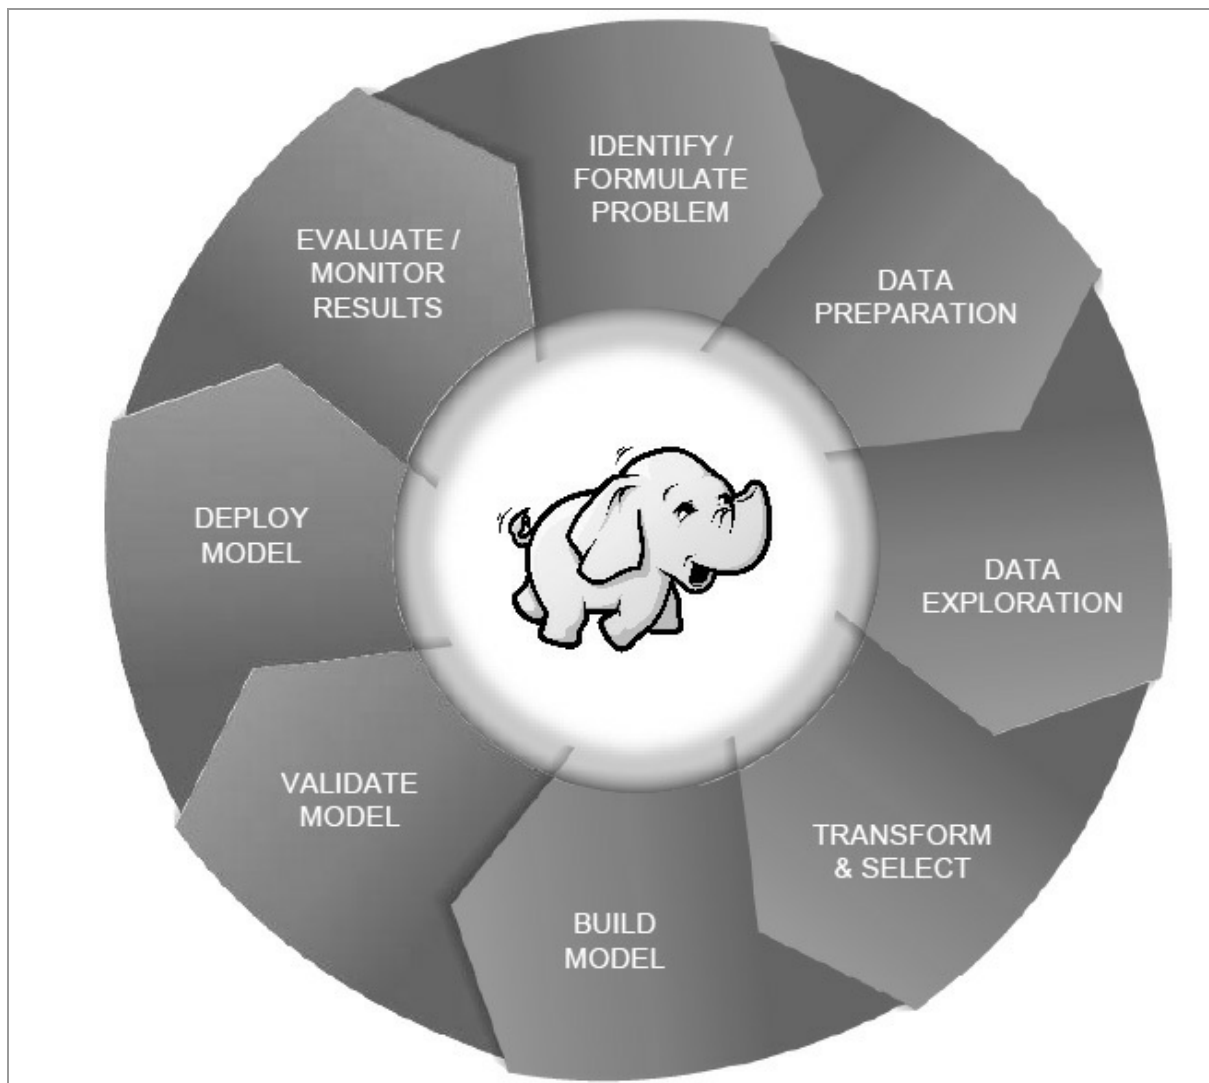 IDENTIFY /
FORMULATE
PROBLEM
DATA
PREPARATION
DATA
EXPLORATION
TRANSFORM
& SELECT
BUILD
MODEL
VALIDATE
MODEL
DEPLOY
MODEL
EVALUATE /
MONITOR
RESULTS